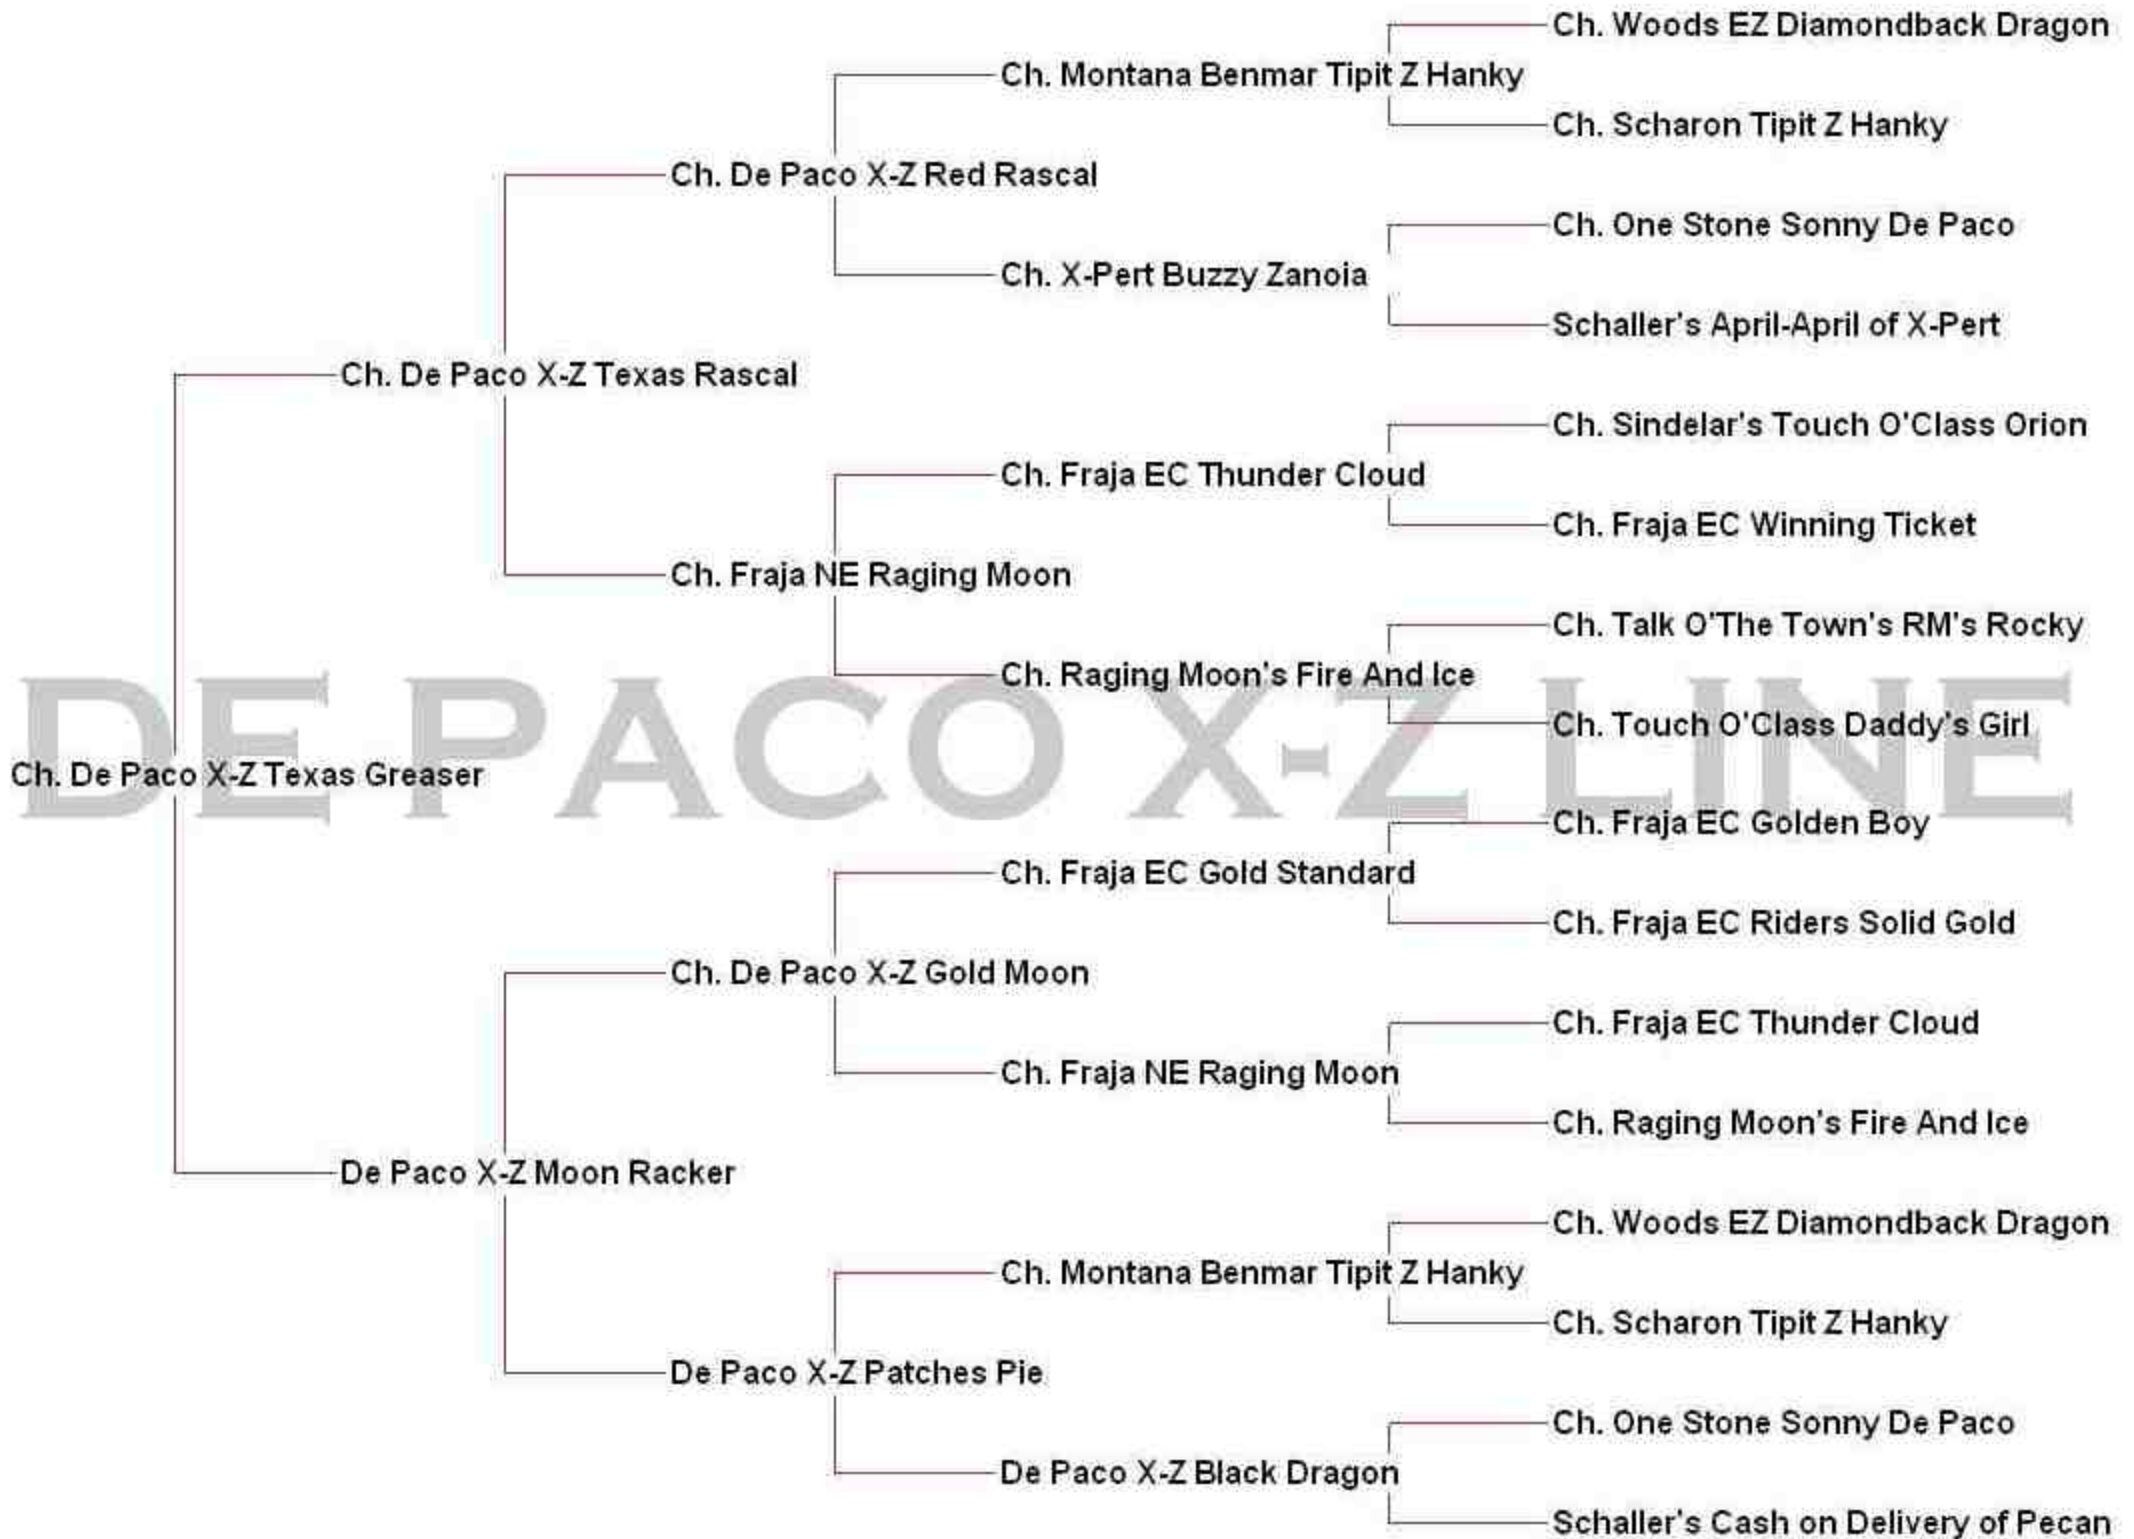 Ch. Woods EZ Diamondback Dragon
Ch. Montana Benmar Tipit Z Hanky
Ch. Scharon Tipit Z Hanky
Ch. De Paco X-Z Red Rascal
Ch. One Stone Sonny De Paco
Ch. X-Pert Buzzy Zanoia
Schaller's April-April of X-Pert
Ch. De Paco X-Z Texas Rascal
Ch. Sindelar's Touch O'Class Orion
Ch. Fraja EC Thunder Cloud
Ch. Fraja EC Winning Ticket
Ch. Fraja NE Raging Moon
Ch. Talk O'The Town's RM's Rocky
Ch. Raging Moon's Fire And Ice
Ch. Touch O'Class Daddy's Girl
DE PACO X-Z LINE
Ch. De Paco X-Z Texas Greaser
Ch. Fraja EC Golden Boy
Ch. Fraja EC Gold Standard
Ch. Fraja EC Riders Solid Gold
Ch. De Paco X-Z Gold Moon
Ch. Fraja EC Thunder Cloud
Ch. Fraja NE Raging Moon
Ch. Raging Moon's Fire And Ice
De Paco X-Z Moon Racker
Ch. Woods EZ Diamondback Dragon
Ch. Montana Benmar Tipit Z Hanky
Ch. Scharon Tipit Z Hanky
De Paco X-Z Patches Pie
Ch. One Stone Sonny De Paco
De Paco X-Z Black Dragon
Schaller's Cash on Delivery of Pecan